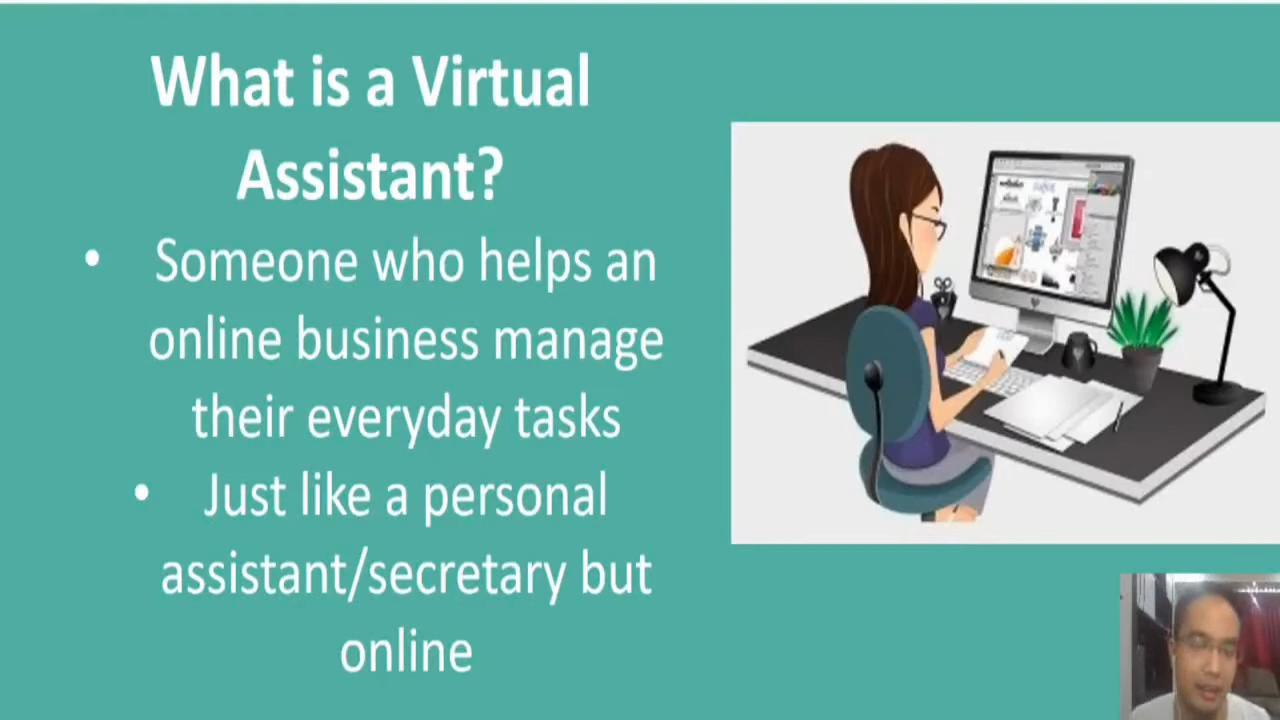 What is a Virtual
Assistant?
• Someone who helps an
online business manage
their everyday tasks
• Just like a personal
assistant/secretary but
online